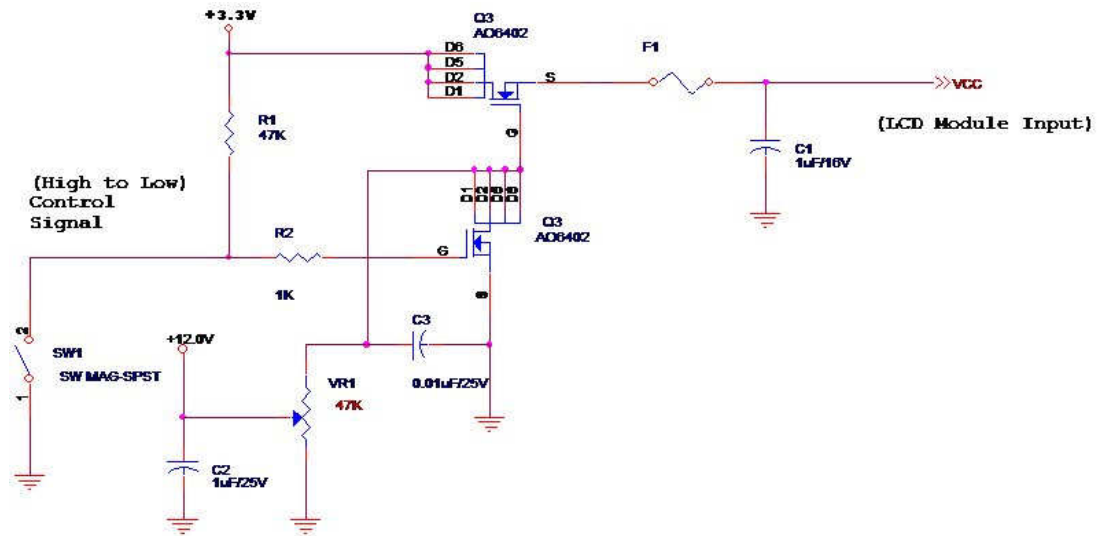 +3.3V
Q3
AO6402
D6
D5
D2
D1
S
G
F1
VCC
(LCD Module Input)
R1
47K
C1
1uF/16V
(High to Low)
Control
Signal
D1
D2
Q3
AO6402
R2
G
1K
S
2
1
SW1
SW MAG-SPST
+12.0V
C3
0.01uF/25V
VR1
47K
C2
1uF/25V